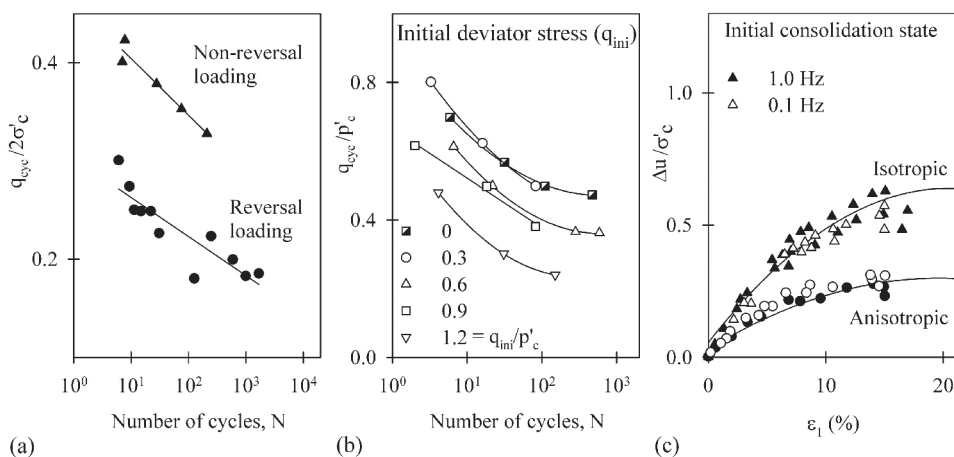 q_cyc/2σ'_c
0.4
0.2
Non-reversal
loading
Reversal
loading
10^0 10^1 10^2 10^3 10^4
Number of cycles, N
(a)
q_cyc/p'_c
Initial deviator stress (q_ini)
0.8
0.4
0.0
0
0.3
0.6
0.9
1.2 = q_ini/p'_c
10^0 10^1 10^2 10^3
Number of cycles, N
(b)
Δu/σ'_c
Initial consolidation state
1.0 Hz
0.1 Hz
1.0
0.5
0.0
Isotropic
Anisotropic
0 10 20
ε_1 (%)
(c)